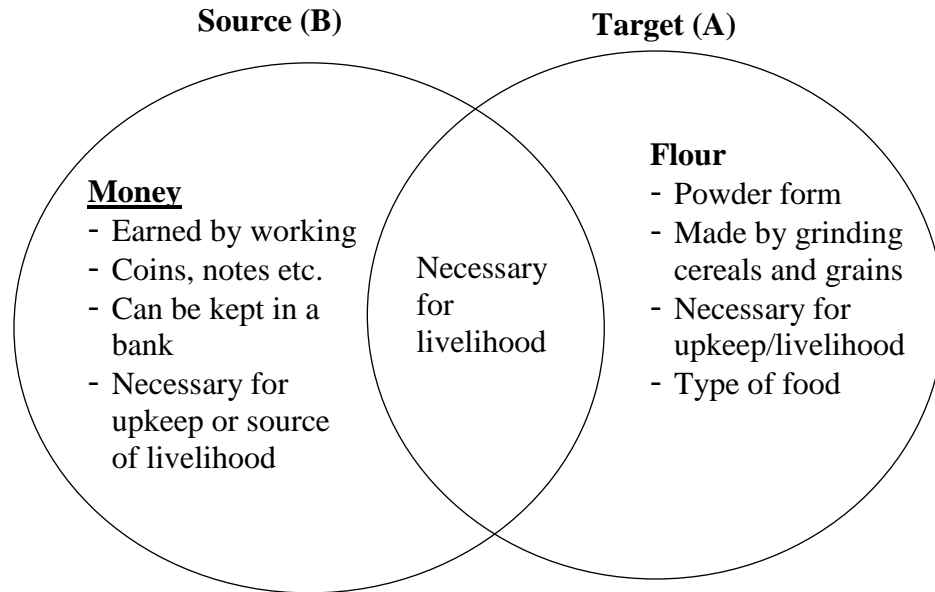 Source (B)
Target (A)
Money
- Earned by working
- Coins, notes etc.
- Can be kept in a
bank
- Necessary for
upkeep or source
of livelihood
Necessary
for
livelihood
Flour
- Powder form
- Made by grinding
cereals and grains
- Necessary for
upkeep/livelihood
- Type of food